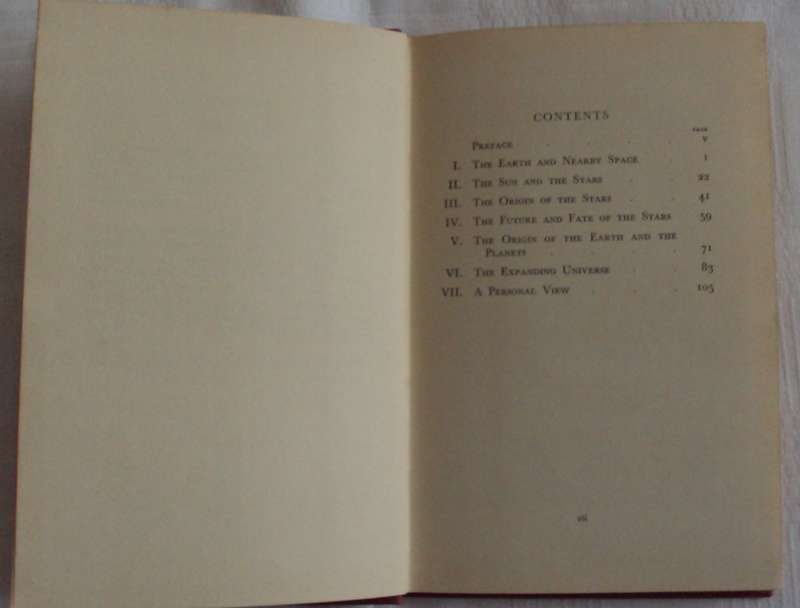 CONTENTS
PAGE
PREFACE . . . . v
I. THE EARTH AND NEARBY SPACE . 1
II. THE SUN AND THE STARS . . 22
III. THE ORIGIN OF THE STARS . . 41
IV. THE FUTURE AND FATE OF THE STARS 59
V. THE ORIGIN OF THE EARTH AND THE
PLANETS . . . . 71
VI. THE EXPANDING UNIVERSE . . 83
VII. A PERSONAL VIEW . . . 105
vii